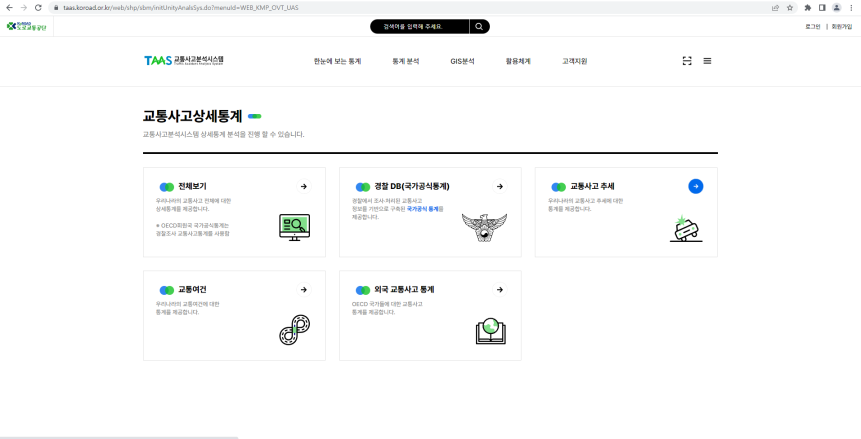 taas.koroad.or.kr/web/shp/sbm/initUnityAnalsSys.do?menuId=WEB_KMP_OVT_UAS
KOROAD
도로교통공단
검색어를 입력해 주세요.
로그인 | 회원가입
TAAS 교통사고분석시스템
Traffic Accident Analysis System
한눈에 보는 통계
통계 분석
GIS분석
활용체계
고객지원
교통사고상세통계
교통사고분석시스템 상세통계 분석을 진행 할 수 있습니다.
전체보기
우리나라의 교통사고 전체에 대한
상세통계를 제공합니다.
※ OECD회원국 국가공식통계는
경찰조사 교통사고통계를 사용함
경찰 DB(국가공식통계)
경찰에서 조사·처리된 교통사고
정보를 기반으로 구축된 국가공식 통계를
제공합니다.
교통사고 추세
우리나라의 교통사고 추세에 대한
통계를 제공합니다.
교통여건
우리나라의 교통여건에 대한
통계를 제공합니다.
외국 교통사고 통계
OECD 국가들에 대한 교통사고
통계를 제공합니다.